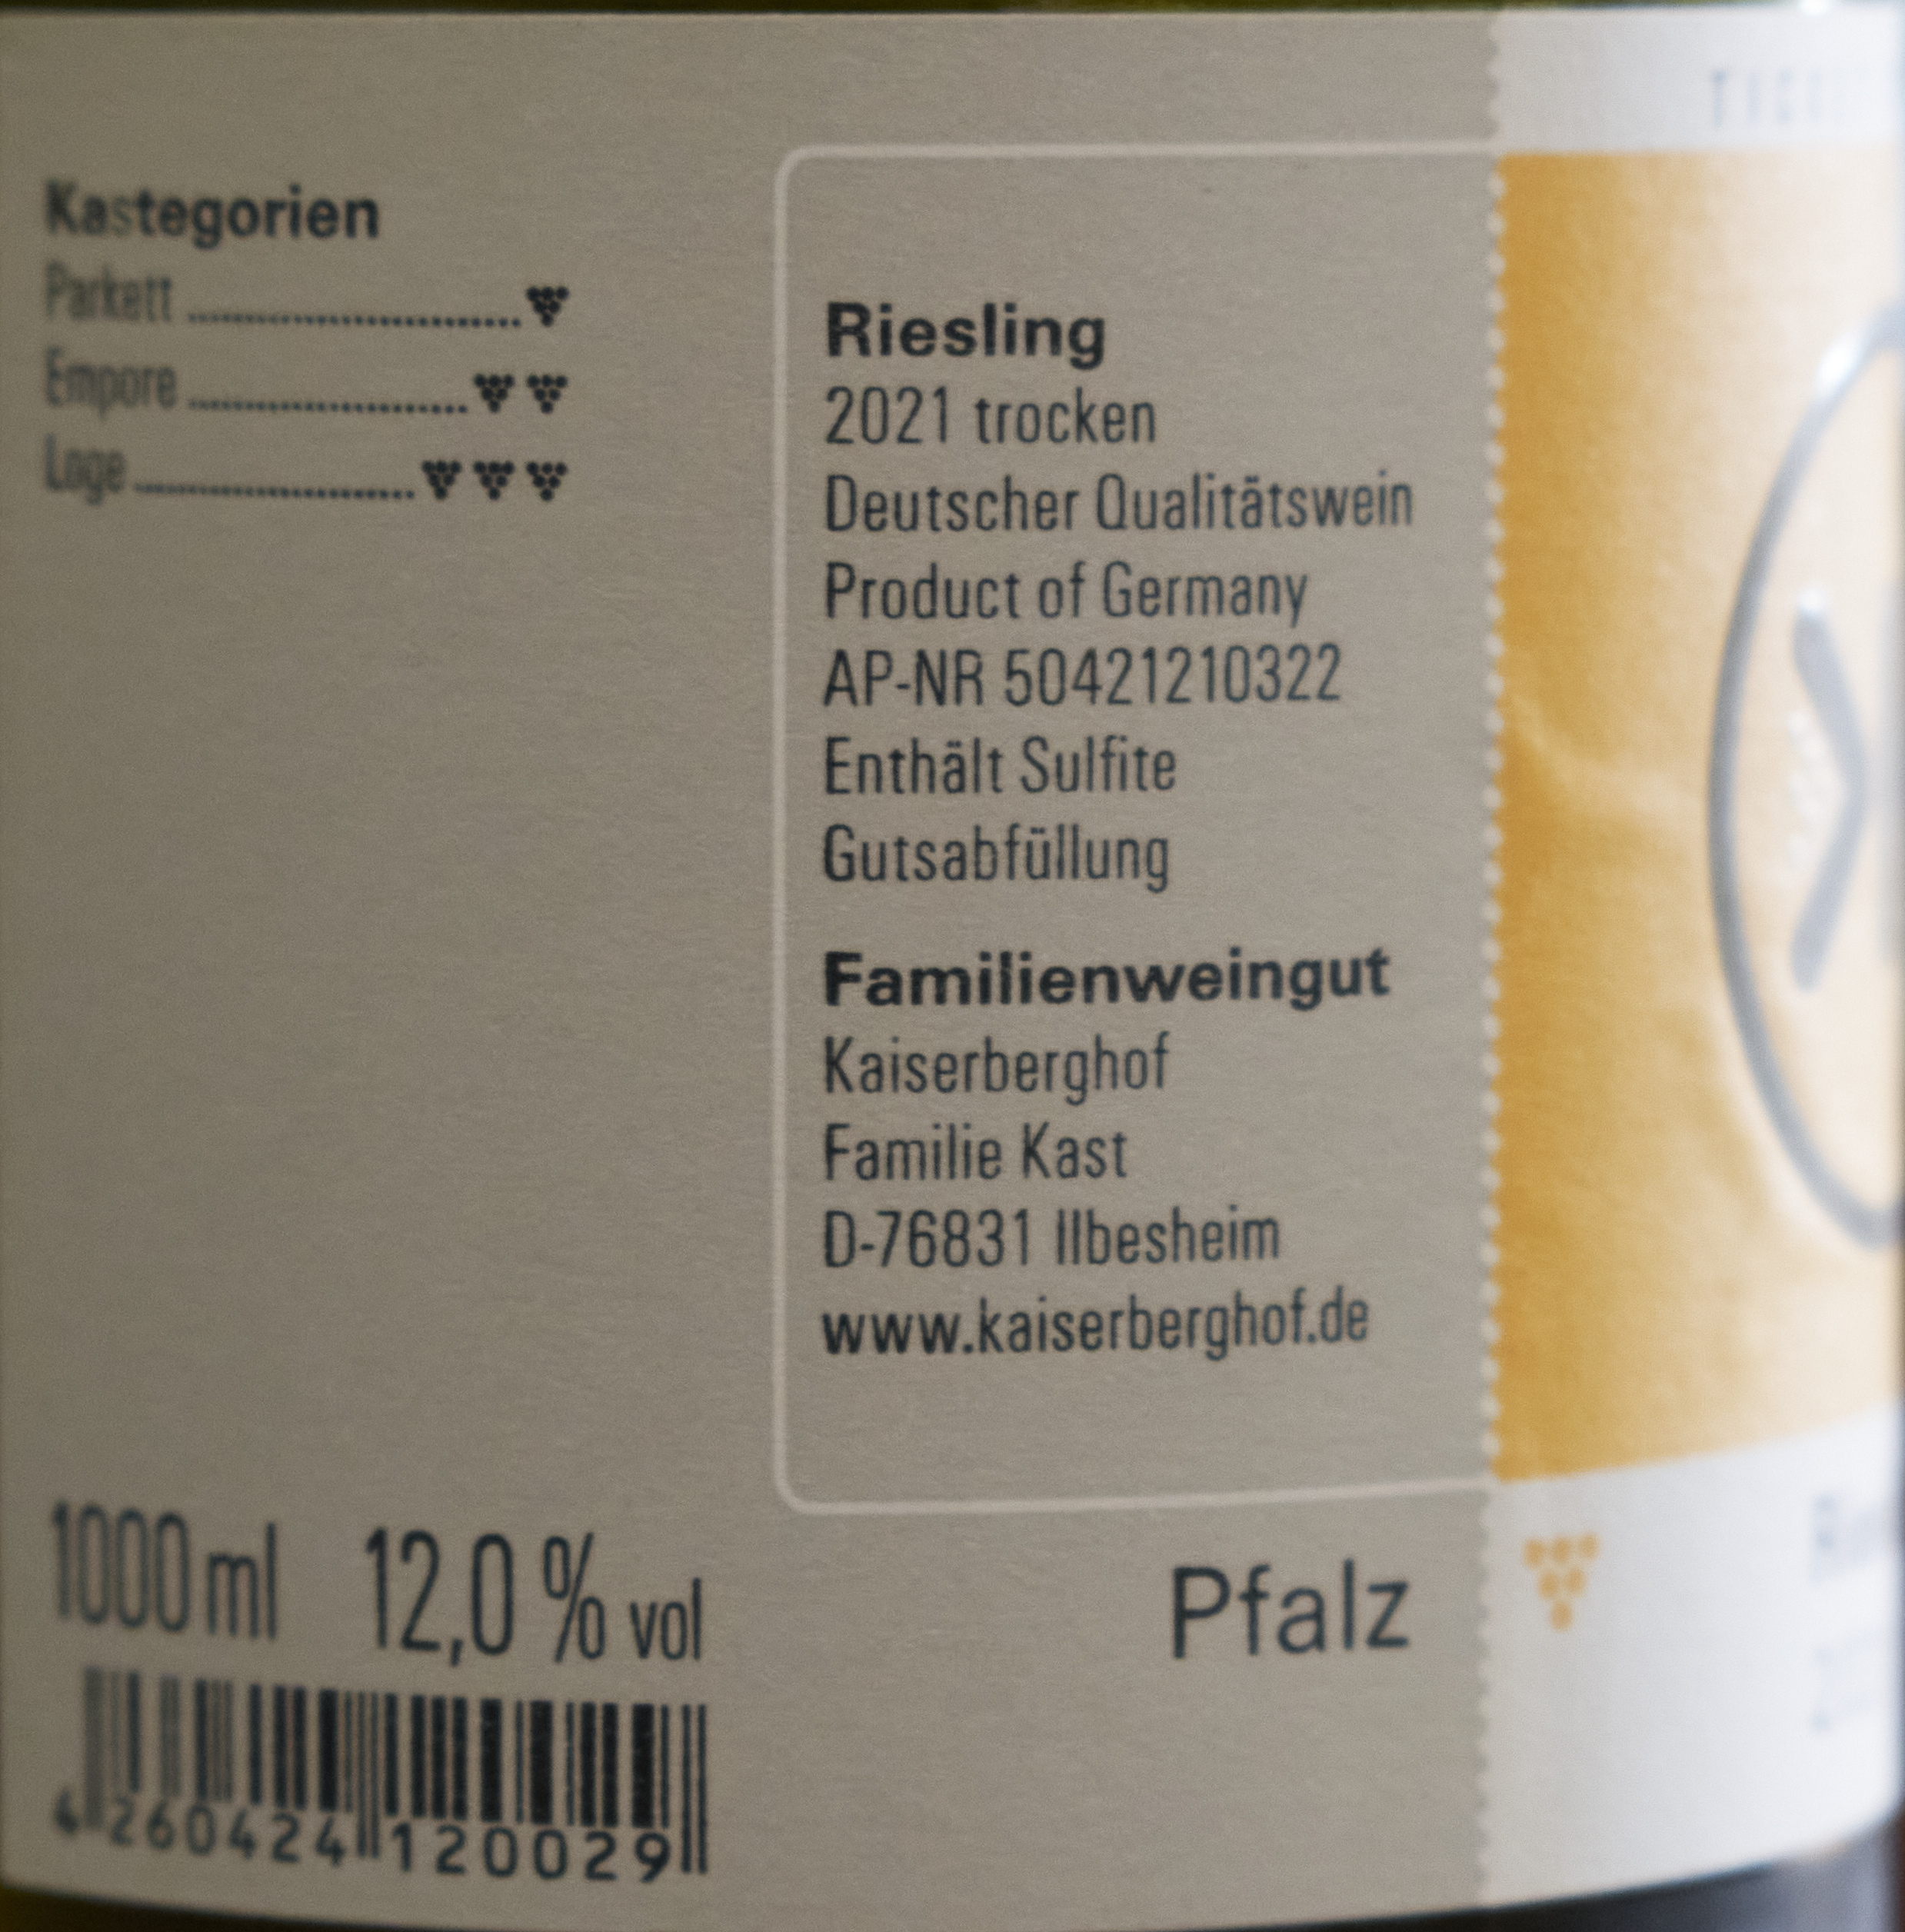 Kastegorien
Parkett
Empore
Loge
Riesling
2021 trocken
Deutscher Qualitätswein
Product of Germany
AP-NR 50421210322
Enthält Sulfite
Gutsabfüllung
Familienweingut
Kaiserberghof
Familie Kast
D-76831 Ilbesheim
www.kaiserberghof.de
1000 ml 12,0 % vol
Pfalz
4 260424 120029